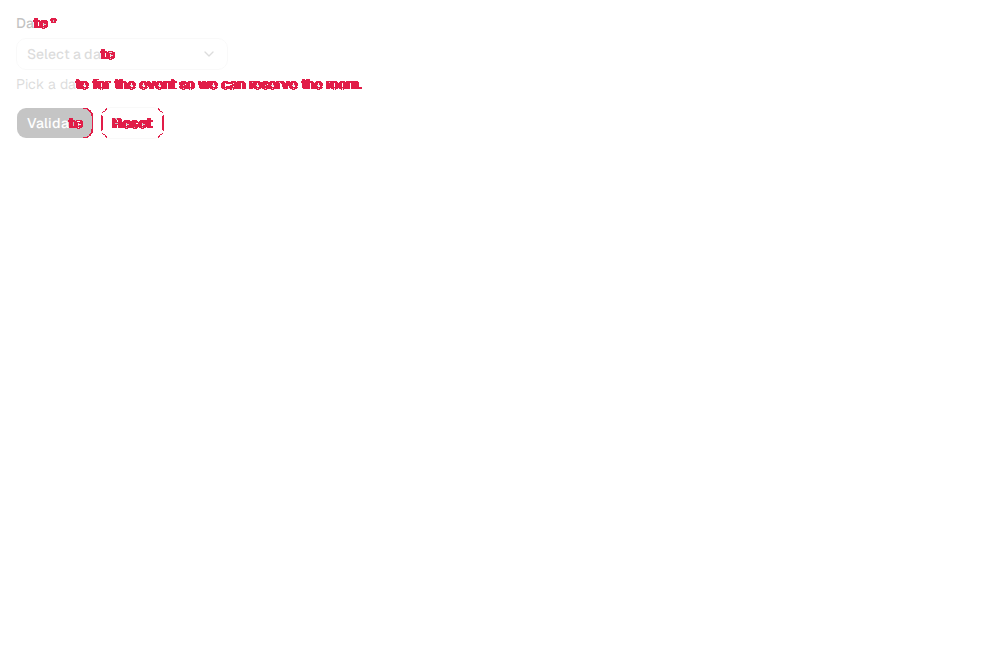 Date *
Select a date
Pick a date for the event so we can reserve the room.
Validate
Reset